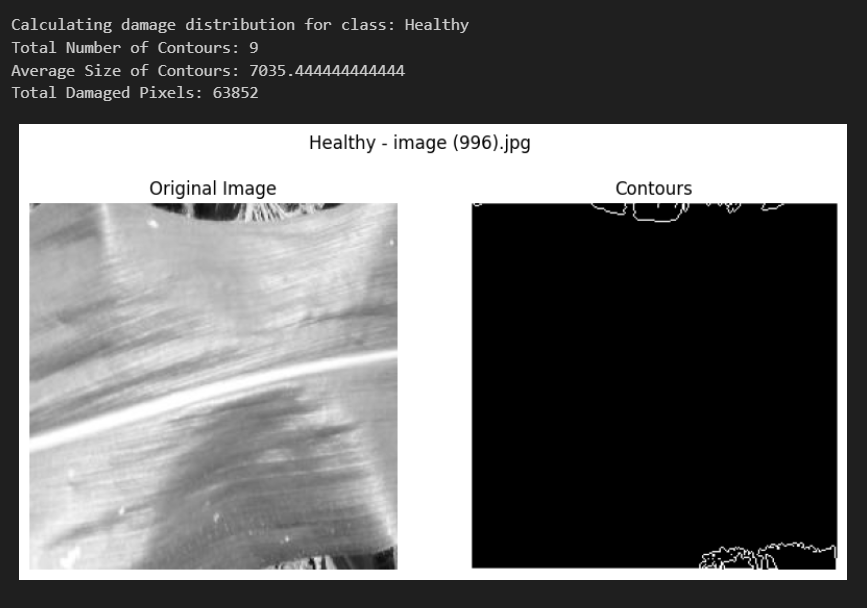 Calculating damage distribution for class: Healthy
Total Number of Contours: 9
Average Size of Contours: 7035.444444444444
Total Damaged Pixels: 63852
Healthy - image (996).jpg
Original Image
Contours